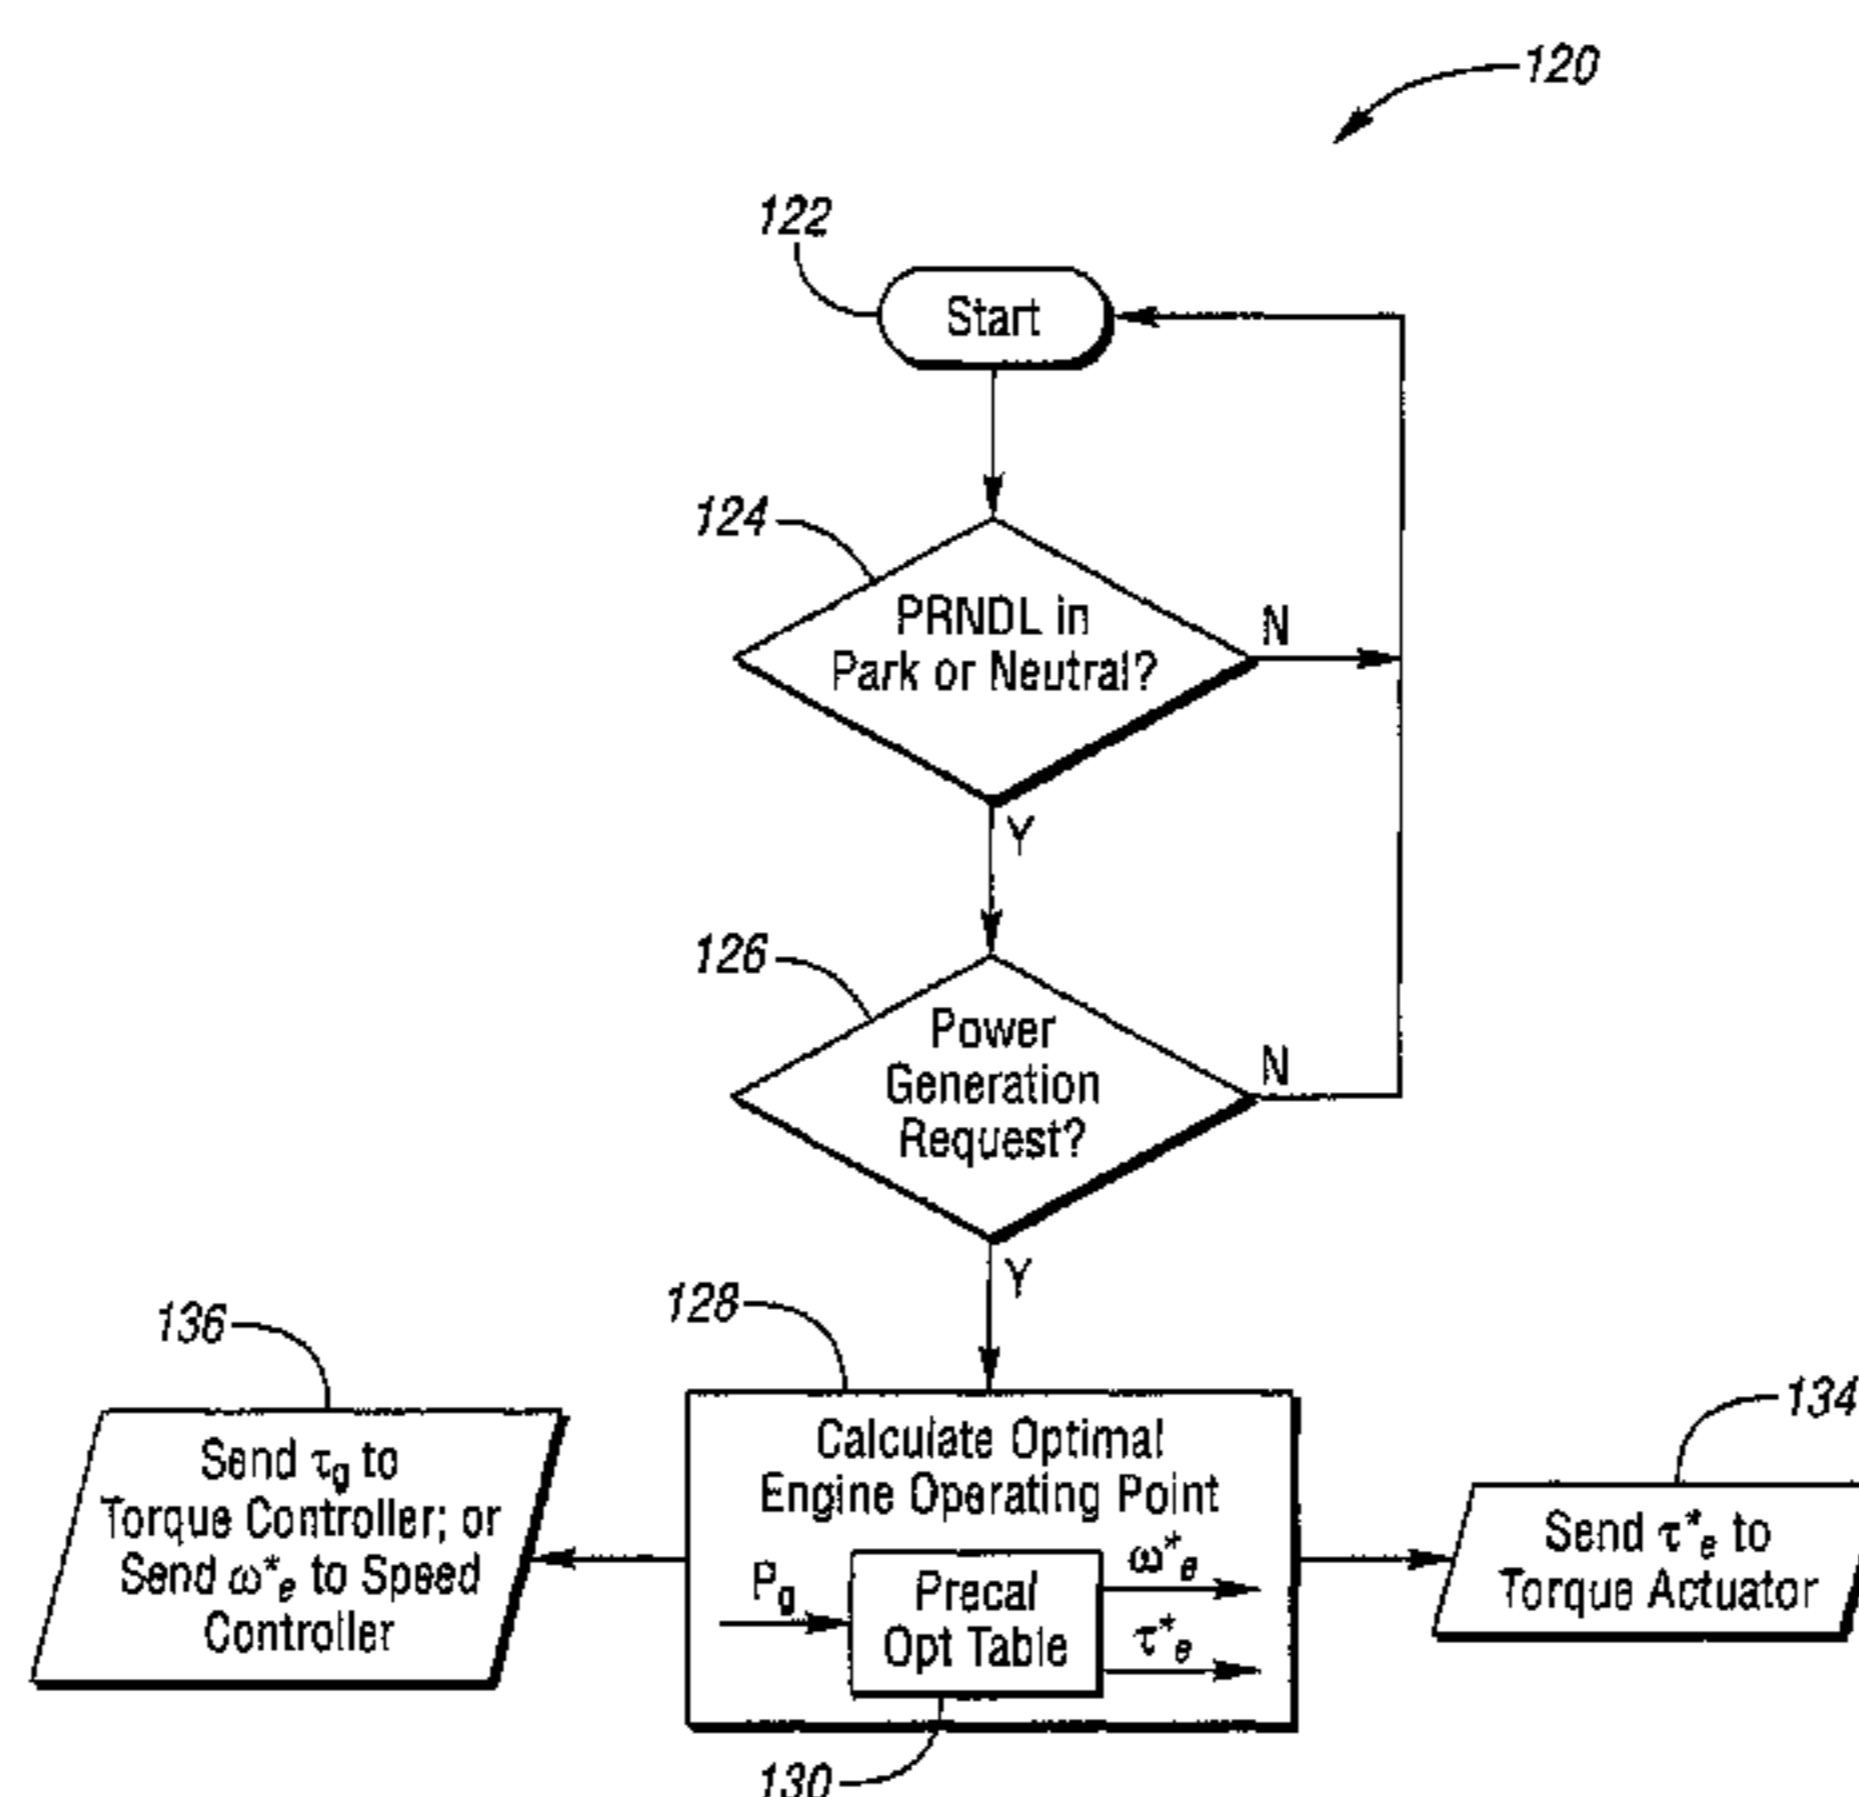 120
122
Start
124
PRNDL in
Park or Neutral?
N
Y
126
Power
Generation
Request?
N
Y
128
136
134
Calculate Optimal
Engine Operating Point
Send τg to
Torque Controller; or
Send ω*e to Speed
Controller
Pg
Precal
Opt Table
ω*e
τ*e
Send τ*e to
Torque Actuator
130